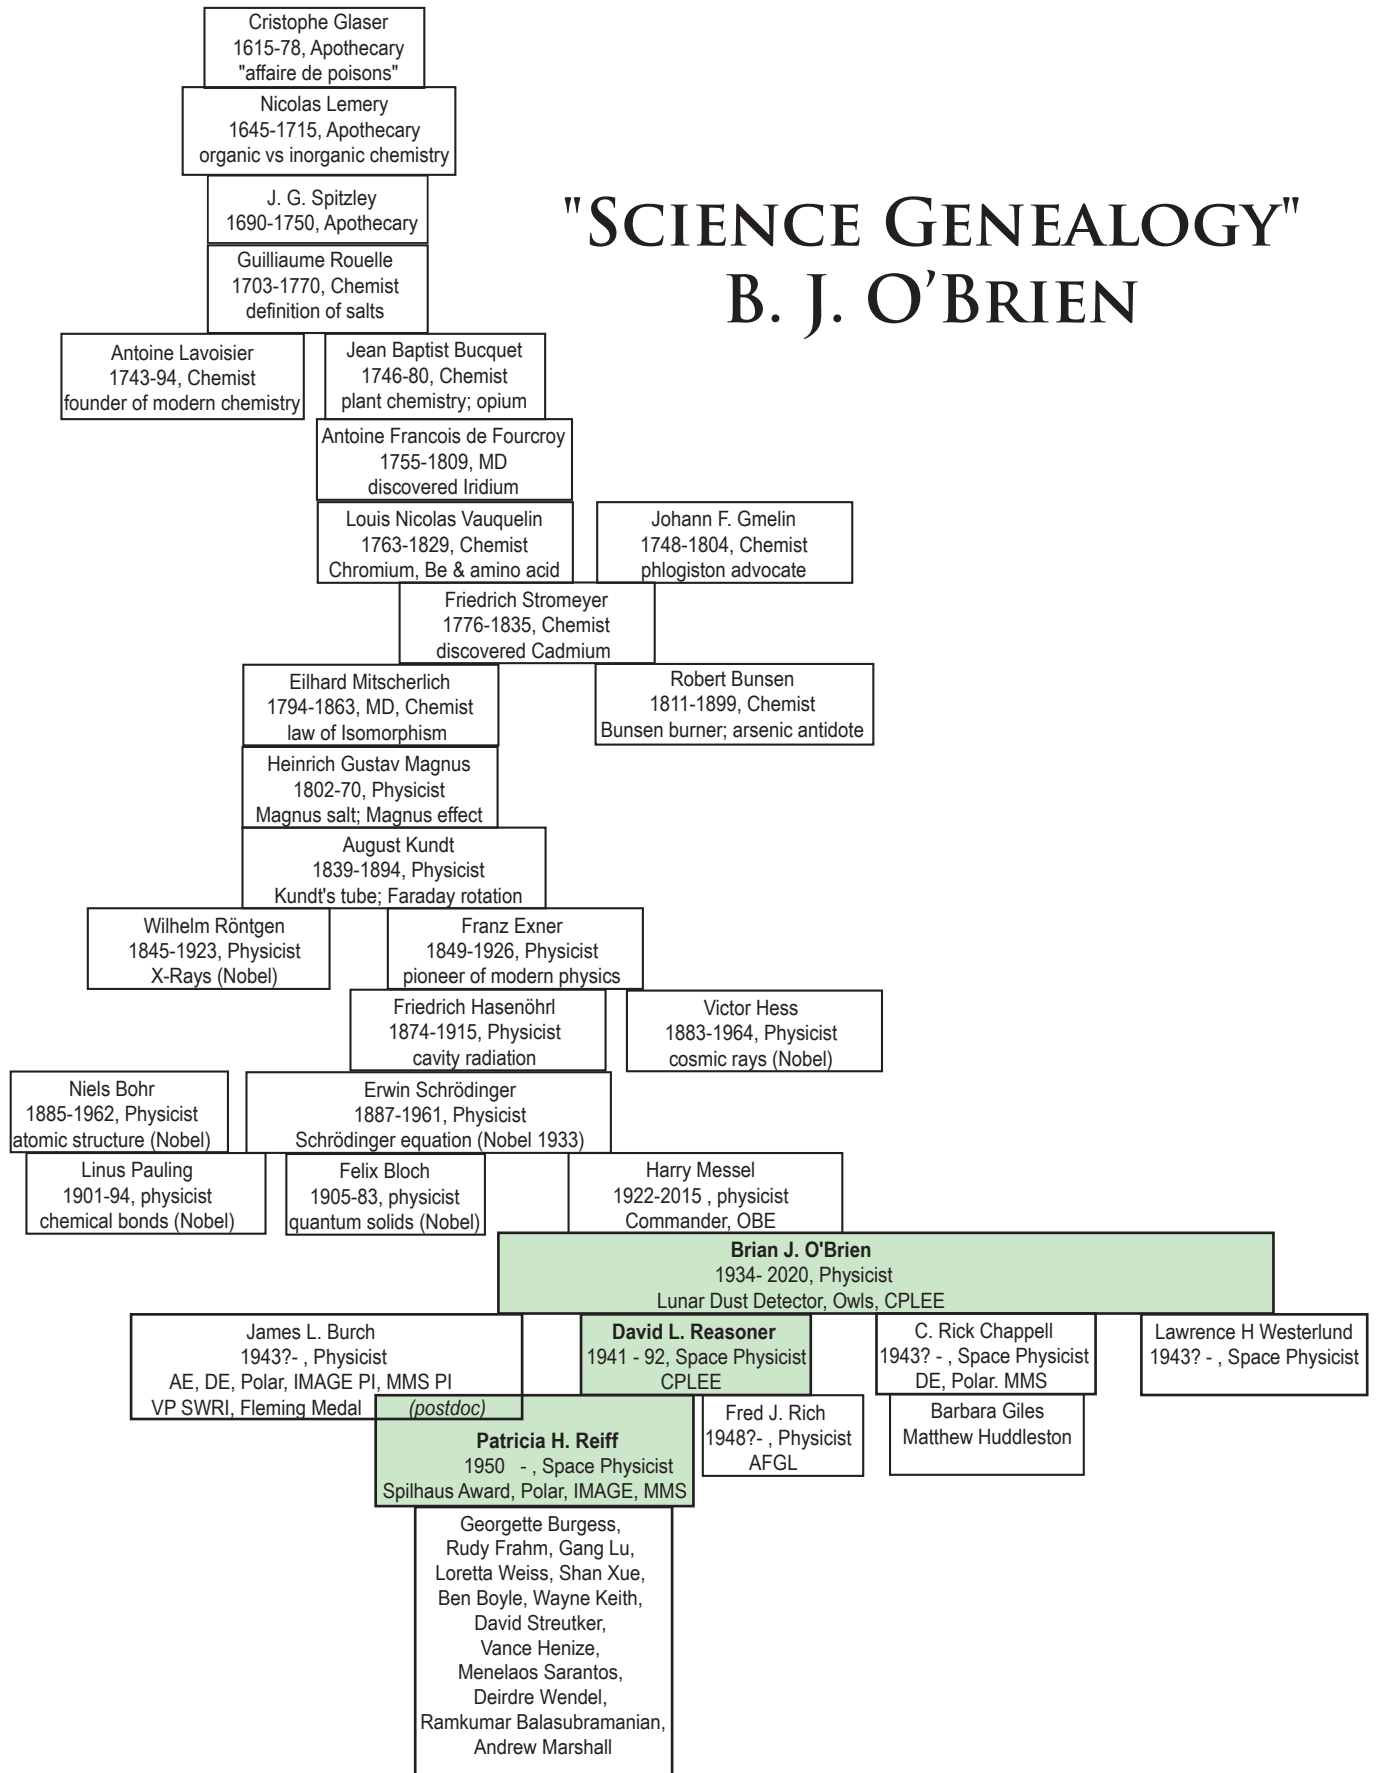 Cristophe Glaser
1615-78, Apothecary
"affaire de poisons"
Nicolas Lemery
1645-1715, Apothecary
organic vs inorganic chemistry
J. G. Spitzley
1690-1750, Apothecary
"Science Genealogy"
B. J. O'Brien
Guilliaume Rouelle
1703-1770, Chemist
definition of salts
Antoine Lavoisier
1743-94, Chemist
founder of modern chemistry
Jean Baptist Bucquet
1746-80, Chemist
plant chemistry; opium
Antoine Francois de Fourcroy
1755-1809, MD
discovered Iridium
Louis Nicolas Vauquelin
1763-1829, Chemist
Chromium, Be & amino acid
Johann F. Gmelin
1748-1804, Chemist
phlogiston advocate
Friedrich Stromeyer
1776-1835, Chemist
discovered Cadmium
Eilhard Mitscherlich
1794-1863, MD, Chemist
law of Isomorphism
Robert Bunsen
1811-1899, Chemist
Bunsen burner; arsenic antidote
Heinrich Gustav Magnus
1802-70, Physicist
Magnus salt; Magnus effect
August Kundt
1839-1894, Physicist
Kundt's tube; Faraday rotation
Wilhelm Röntgen
1845-1923, Physicist
X-Rays (Nobel)
Franz Exner
1849-1926, Physicist
pioneer of modern physics
Friedrich Hasenöhrl
1874-1915, Physicist
cavity radiation
Victor Hess
1883-1964, Physicist
cosmic rays (Nobel)
Niels Bohr
1885-1962, Physicist
atomic structure (Nobel)
Erwin Schrödinger
1887-1961, Physicist
Schrödinger equation (Nobel 1933)
Linus Pauling
1901-94, physicist
chemical bonds (Nobel)
Felix Bloch
1905-83, physicist
quantum solids (Nobel)
Harry Messel
1922-2015 , physicist
Commander, OBE
Brian J. O'Brien
1934- 2020, Physicist
Lunar Dust Detector, Owls, CPLEE
James L. Burch
1943?- , Physicist
AE, DE, Polar, IMAGE PI, MMS PI
VP SWRI, Fleming Medal
David L. Reasoner
1941 - 92, Space Physicist
CPLEE
C. Rick Chappell
1943? - , Space Physicist
DE, Polar. MMS
Lawrence H Westerlund
1943? - , Space Physicist
(postdoc)
Patricia H. Reiff
1950 - , Space Physicist
Spilhaus Award, Polar, IMAGE, MMS
Fred J. Rich
1948?- , Physicist
AFGL
Barbara Giles
Matthew Huddleston
Georgette Burgess,
Rudy Frahm, Gang Lu,
Loretta Weiss, Shan Xue,
Ben Boyle, Wayne Keith,
David Streutker,
Vance Henize,
Menelaos Sarantos,
Deirdre Wendel,
Ramkumar Balasubramanian,
Andrew Marshall